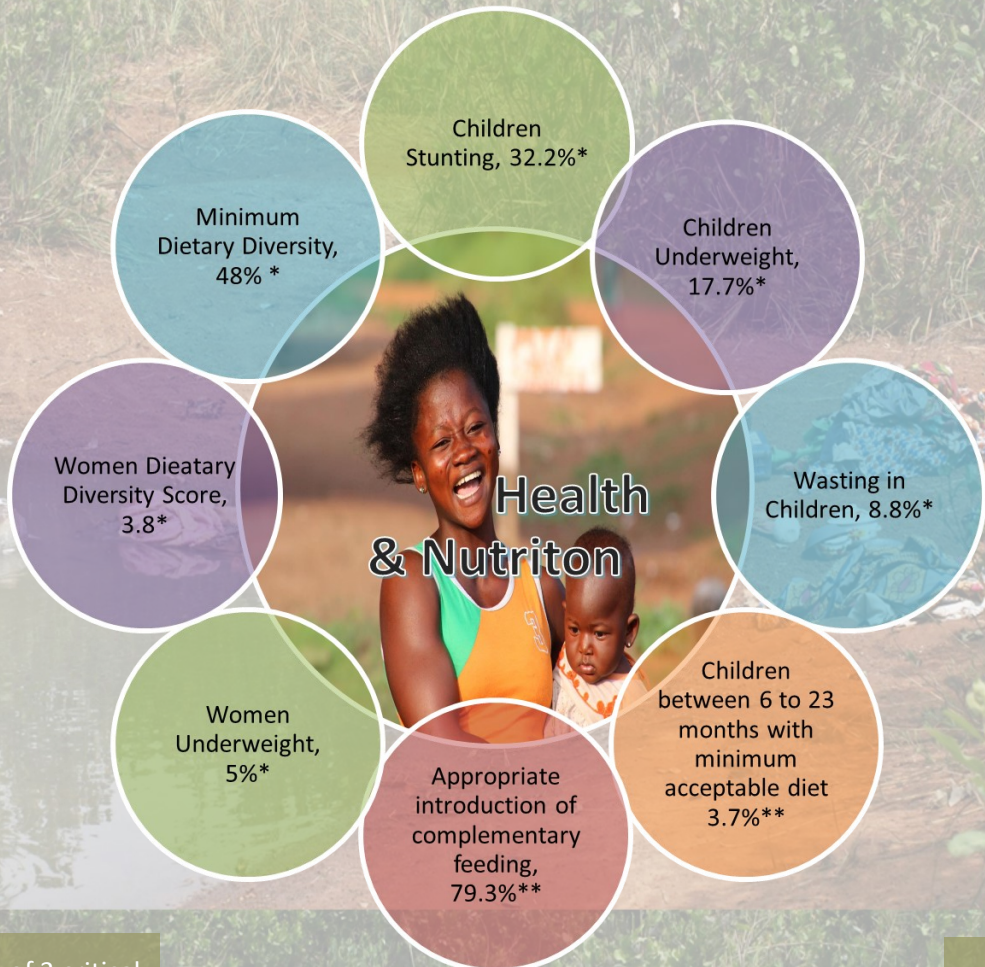 Children
Stunting, 32.2%*
Children
Underweight,
17.7%*
Wasting in
Children, 8.8%*
Children
between 6 to 23
months with
minimum
acceptable diet
3.7%**
Appropriate
introduction of
complementary
feeding,
79.3%**
Women
Underweight,
5%*
Women Dieatary
Diversity Score,
3.8*
Minimum
Dietary Diversity,
48% *
Health
& Nutriton